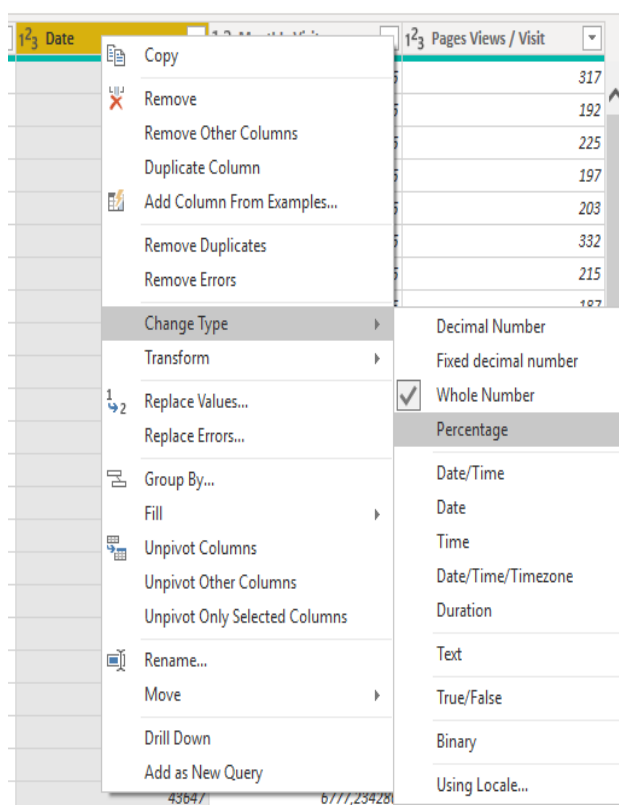 1²3 Date
1²3 Pages Views / Visit
317
192
225
197
203
332
215
187
Copy
Remove
Remove Other Columns
Duplicate Column
Add Column From Examples...
Remove Duplicates
Remove Errors
Change Type
Transform
Replace Values...
Replace Errors...
Group By...
Fill
Unpivot Columns
Unpivot Other Columns
Unpivot Only Selected Columns
Rename...
Move
Drill Down
Add as New Query
Decimal Number
Fixed decimal number
Whole Number
Percentage
Date/Time
Date
Time
Date/Time/Timezone
Duration
Text
True/False
Binary
Using Locale...
43647